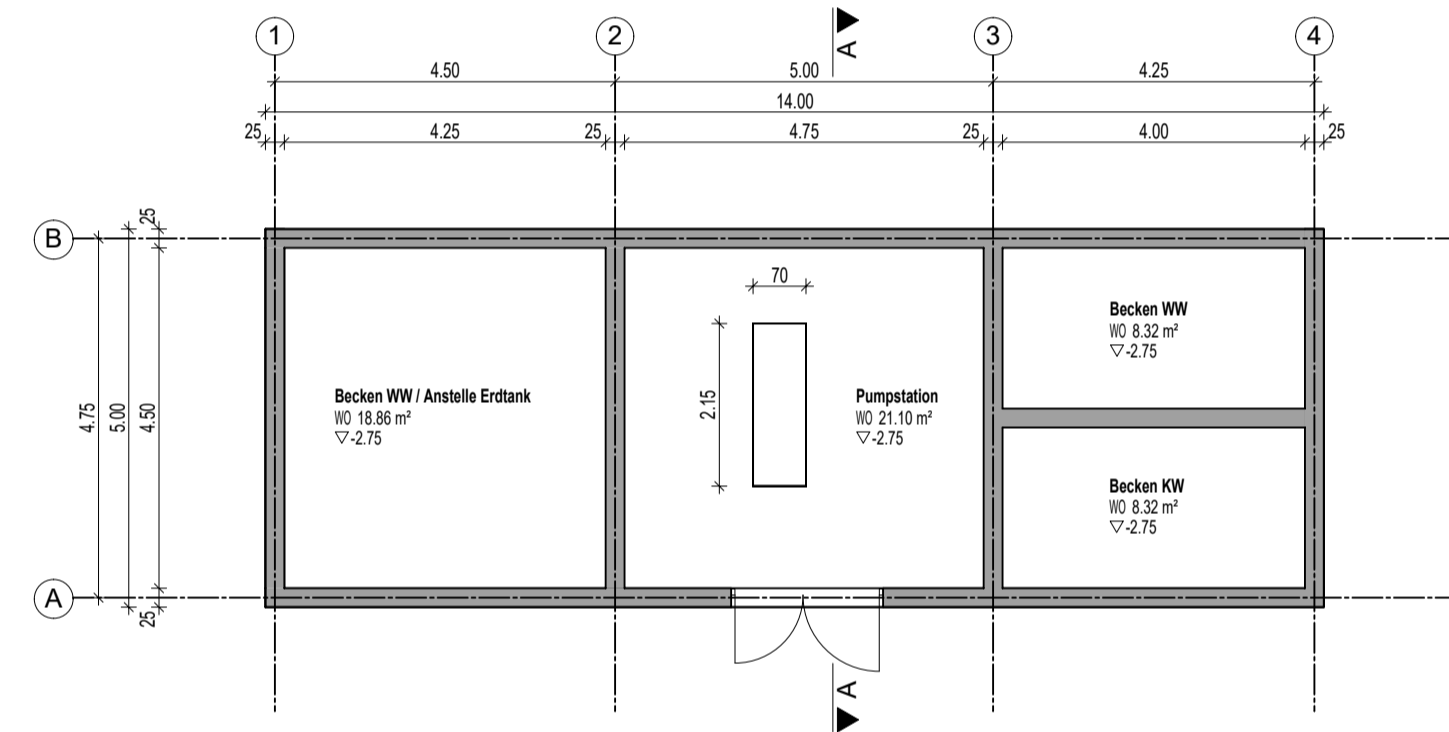 1
2
A
3
4
4.50
5.00
4.25
14.00
25
4.25
25
4.75
25
4.00
25
B
25
70
Becken WW
WO 8.32 m²
▽-2.75
4.75
5.00
4.50
2.15
Becken WW / Anstelle Erdtank
WO 18.86 m²
▽-2.75
Pumpstation
WO 21.10 m²
▽-2.75
Becken KW
WO 8.32 m²
▽-2.75
A
25
A